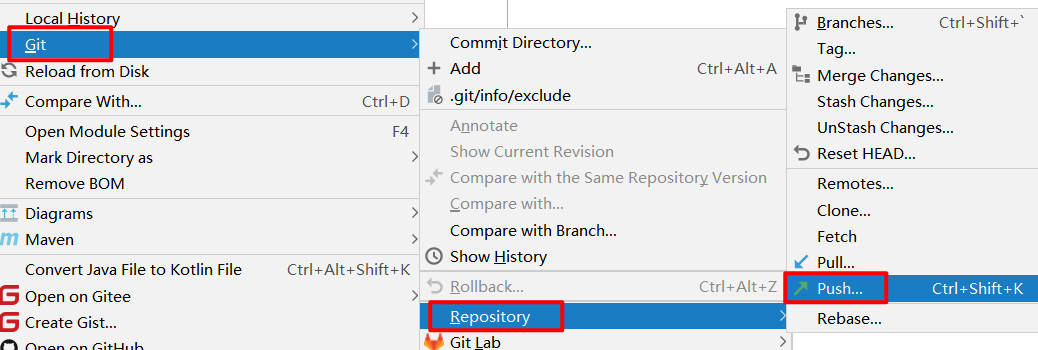 Local History
Git
Reload from Disk
Compare With... Ctrl+D
Open Module Settings F4
Mark Directory as
Remove BOM
Diagrams
Maven
Convert Java File to Kotlin File Ctrl+Alt+Shift+K
Open on Gitee
Create Gist...
Open on GitHub
Commit Directory...
Add Ctrl+Alt+A
.git/info/exclude
Annotate
Show Current Revision
Compare with the Same Repository Version
Compare with...
Compare with Branch...
Show History
Rollback... Ctrl+Alt+Z
Repository
Git Lab
Branches... Ctrl+Shift+`
Tag...
Merge Changes...
Stash Changes...
UnStash Changes...
Reset HEAD...
Remotes...
Clone...
Fetch
Pull...
Push... Ctrl+Shift+K
Rebase...